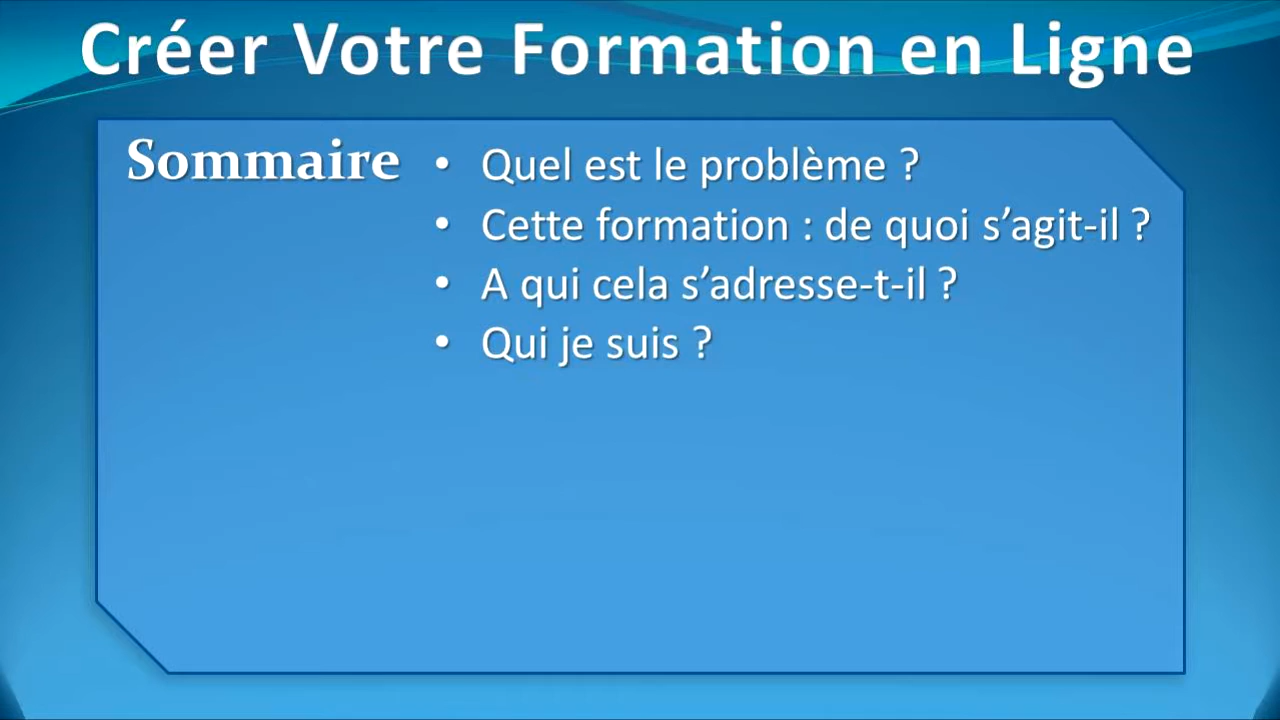 Créer Votre Formation en Ligne
Sommaire
• Quel est le problème ?
• Cette formation : de quoi s’agit-il ?
• A qui cela s’adresse-t-il ?
• Qui je suis ?